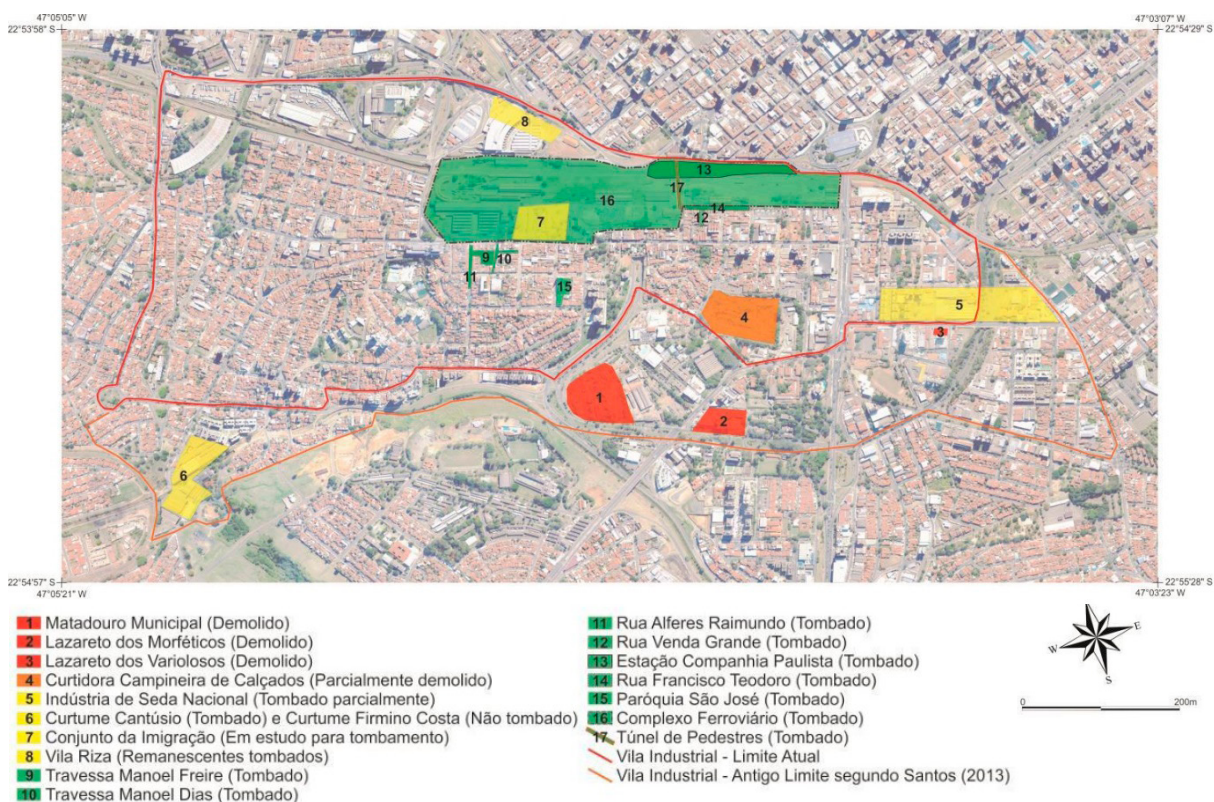 47°05'05" W
47°03'07" W
22°53'58" S
22°54'29" S
8
13
17
16
14
12
7
9
10
11
15
5
4
3
1
2
6
22°54'57" S
22°55'28" S
47°05'21" W
47°03'23" W
1 Matadouro Municipal (Demolido)
2 Lazareto dos Morféticos (Demolido)
3 Lazareto dos Variolosos (Demolido)
4 Curtidora Campineira de Calçados (Parcialmente demolido)
5 Indústria de Seda Nacional (Tombado parcialmente)
6 Curtume Cantúsio (Tombado) e Curtume Firmino Costa (Não tombado)
7 Conjunto da Imigração (Em estudo para tombamento)
8 Vila Riza (Remanescentes tombados)
9 Travessa Manoel Freire (Tombado)
10 Travessa Manoel Dias (Tombado)
11 Rua Alferes Raimundo (Tombado)
12 Rua Venda Grande (Tombado)
13 Estação Companhia Paulista (Tombado)
14 Rua Francisco Teodoro (Tombado)
15 Paróquia São José (Tombado)
16 Complexo Ferroviário (Tombado)
17 Túnel de Pedestres (Tombado)
Vila Industrial - Limite Atual
Vila Industrial - Antigo Limite segundo Santos (2013)
E
W
S
0
200m